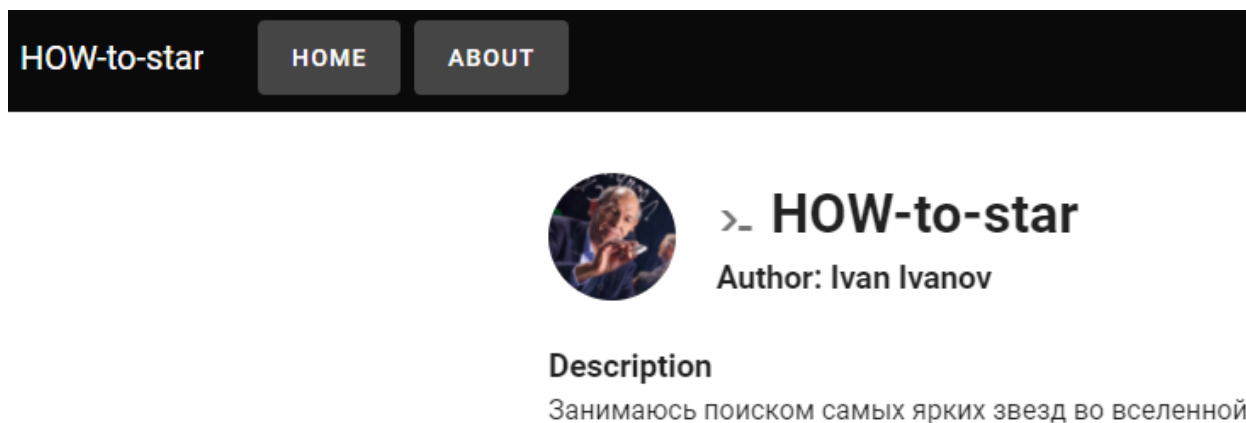 HOW-to-star HOME ABOUT
>_ HOW-to-star
Author: Ivan Ivanov
Description
Занимаюсь поиском самых ярких звезд во вселенной